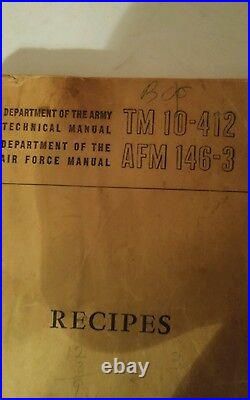 DEPARTMENT OF THE ARMY
TECHNICAL MANUAL TM 10-412
DEPARTMENT OF THE
AIR FORCE MANUAL AFM 146-3
RECIPES